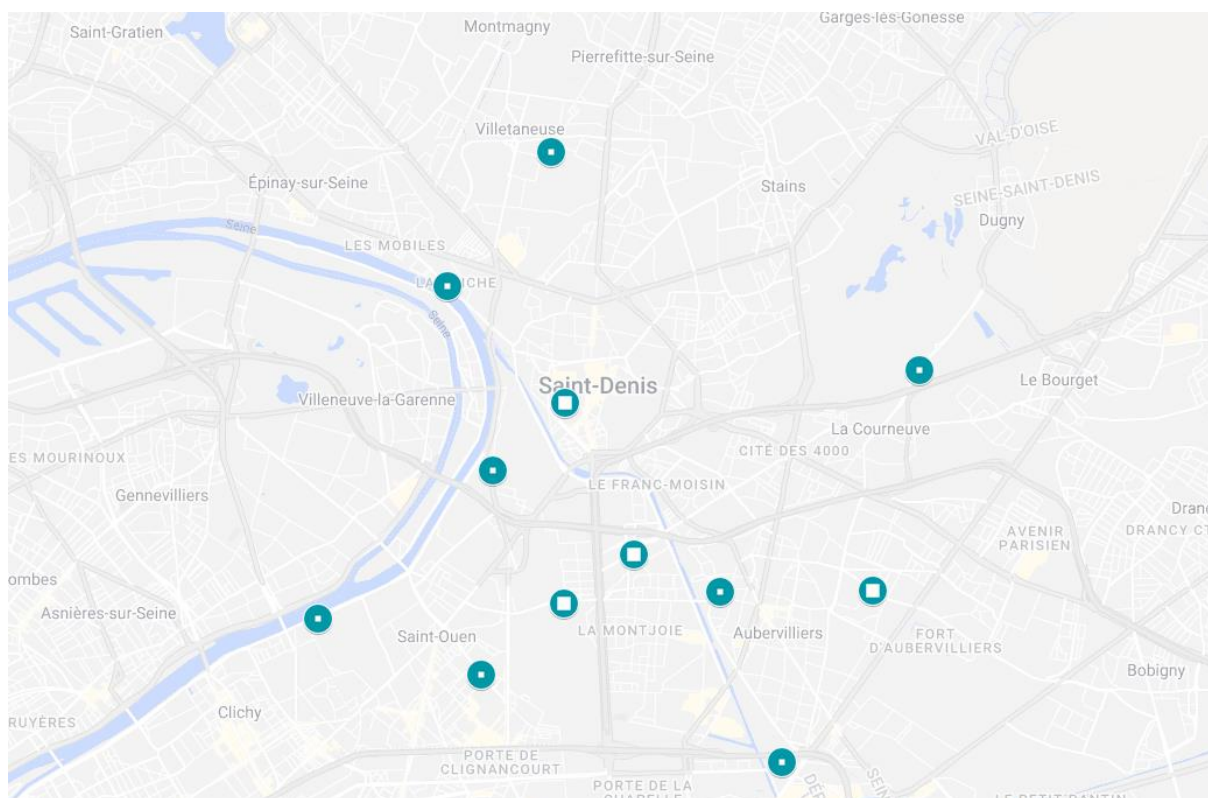 Garges-lès-Gonesse
Saint-Gratien
Montmagny
Pierrefitte-sur-Seine
Villetaneuse
VAL-D'OISE
Épinay-sur-Seine
Stains
SEINE-SAINT-DENIS
Dugny
Seine
LES MOBILES
Seine
Saint-Denis
Le Bourget
Villeneuve-la-Garenne
La Courneuve
CITÉ DES 4000
ES MOURINOUX
LE FRANC-MOISIN
Gennevilliers
Dran
AVENIR
PARISIEN
DRANCY CT
ombes
Asnières-sur-Seine
Saint-Ouen
LA MONTJOIE
Aubervilliers
FORT
D'AUBERVILLIERS
Bobigny
Clichy
RUYÈRES
PORTE DE
CLIGNANCOURT
PORTE DE LA